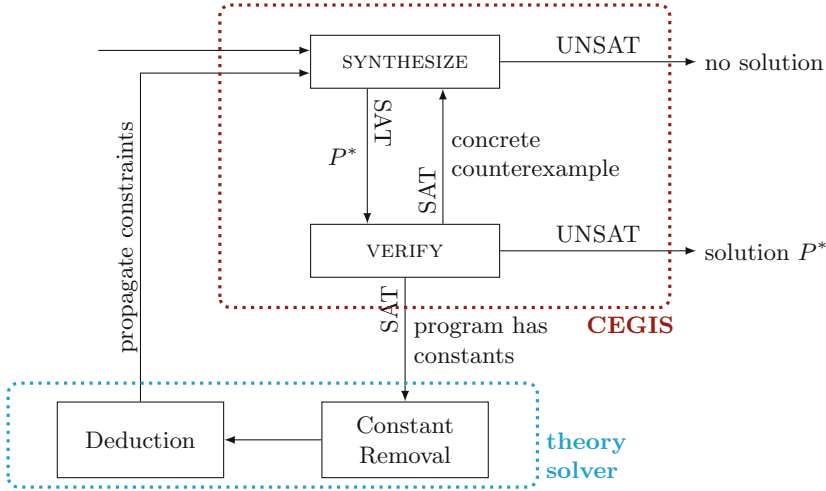 SYNTHESIZE
UNSAT
no solution
SAT
P*
propagate constraints
concrete
counterexample
SAT
VERIFY
UNSAT
solution P*
SAT
program has
constants
CEGIS
Deduction
Constant
Removal
theory
solver